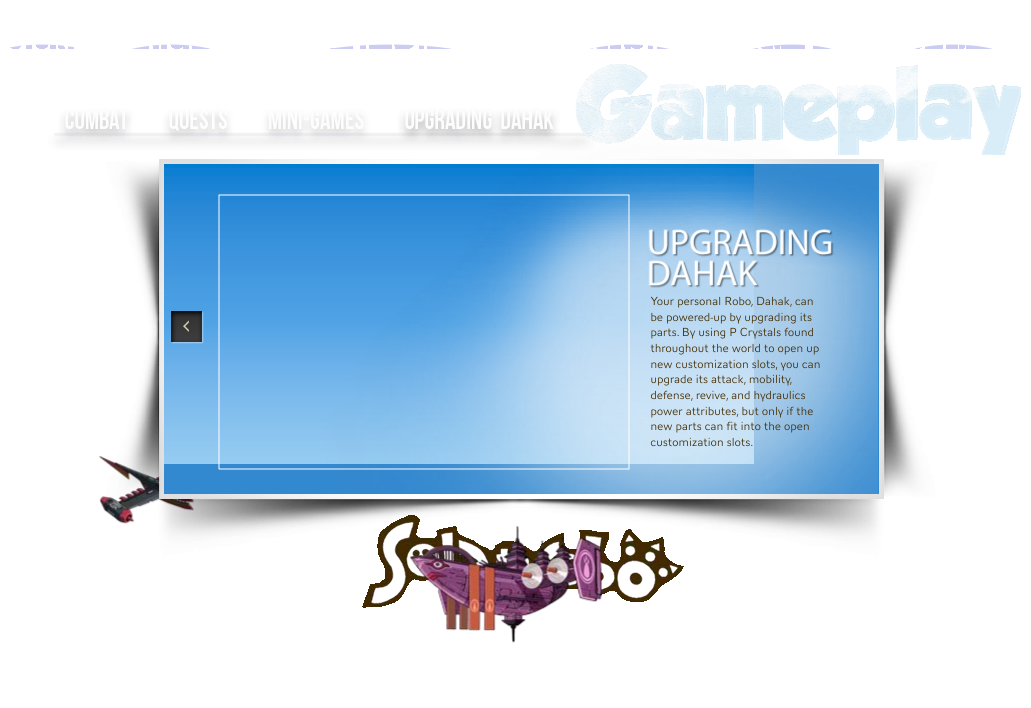 Gameplay
COMBAT QUESTS MINI-GAMES UPGRADING DAHAK
UPGRADING
DAHAK
Your personal Robo, Dahak, can
be powered-up by upgrading its
parts. By using P Crystals found
throughout the world to open up
new customization slots, you can
upgrade its attack, mobility,
defense, revive, and hydraulics
power attributes, but only if the
new parts can fit into the open
customization slots.